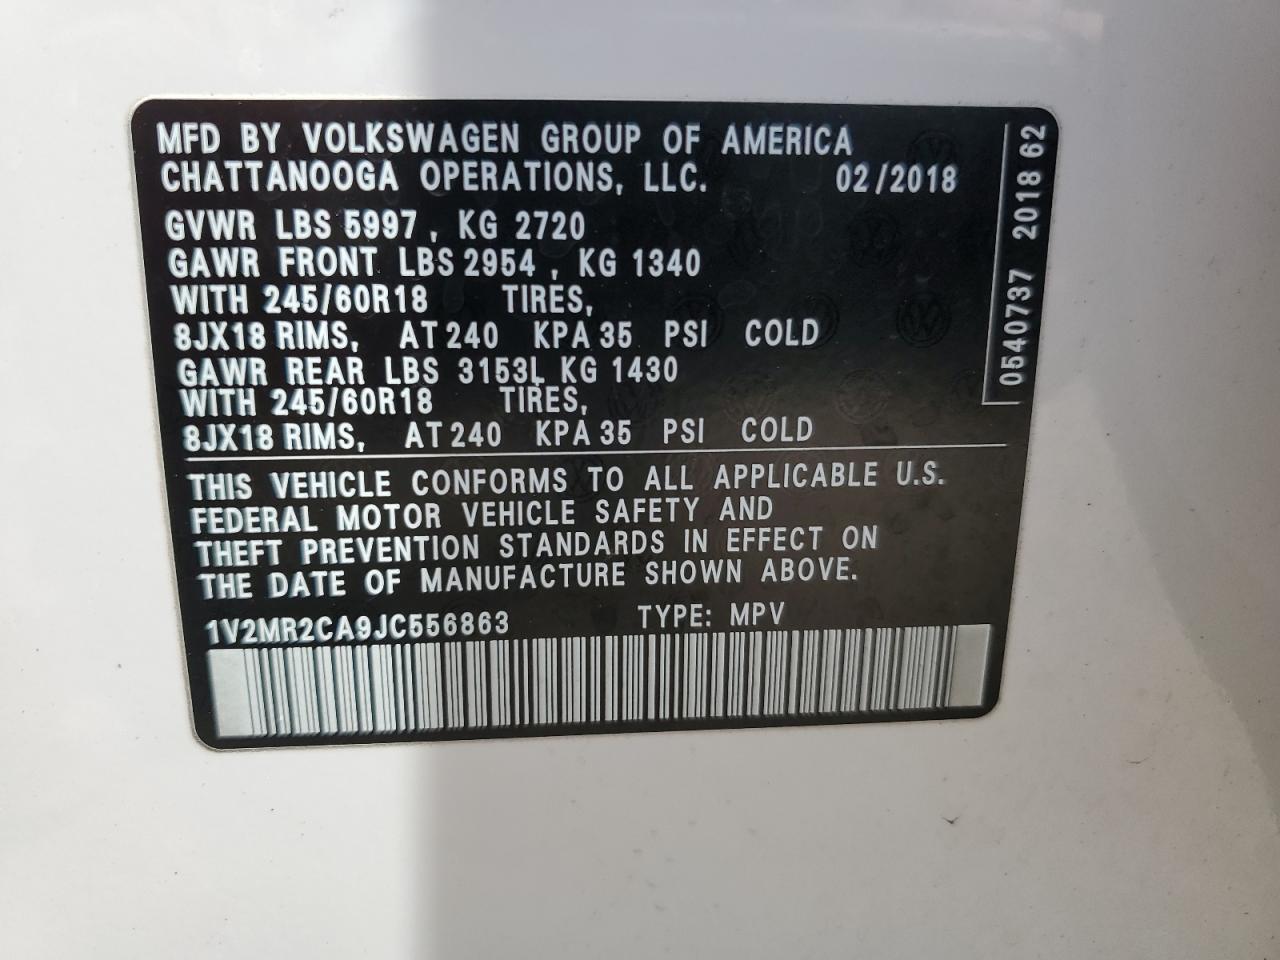 MFD BY VOLKSWAGEN GROUP OF AMERICA
CHATTANOOGA OPERATIONS, LLC. 02/2018
GVWR LBS 5997 , KG 2720
GAWR FRONT LBS 2954 , KG 1340
WITH 245/60R18 TIRES,
8JX18 RIMS, AT 240 KPA 35 PSI COLD
GAWR REAR LBS 3153L KG 1430
WITH 245/60R18 TIRES,
8JX18 RIMS, AT 240 KPA 35 PSI COLD
THIS VEHICLE CONFORMS TO ALL APPLICABLE U.S.
FEDERAL MOTOR VEHICLE SAFETY AND
THEFT PREVENTION STANDARDS IN EFFECT ON
THE DATE OF MANUFACTURE SHOWN ABOVE.
1V2MR2CA9JC556863 TYPE: MPV
0540737 2018 62